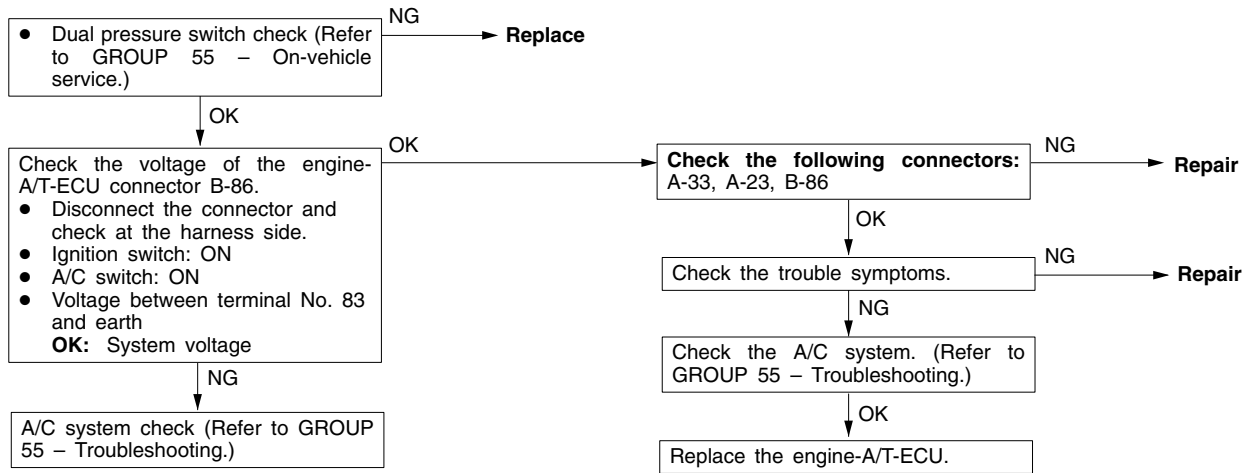 ● Dual pressure switch check (Refer
to GROUP 55 – On-vehicle
service.)
NG
Replace
OK
Check the voltage of the engine-
A/T-ECU connector B-86.
● Disconnect the connector and
check at the harness side.
● Ignition switch: ON
● A/C switch: ON
● Voltage between terminal No. 83
and earth
OK: System voltage
NG
A/C system check (Refer to GROUP
55 – Troubleshooting.)
OK
Check the following connectors:
A-33, A-23, B-86
NG
Repair
OK
Check the trouble symptoms.
NG
Repair
NG
Check the A/C system. (Refer to
GROUP 55 – Troubleshooting.)
OK
Replace the engine-A/T-ECU.